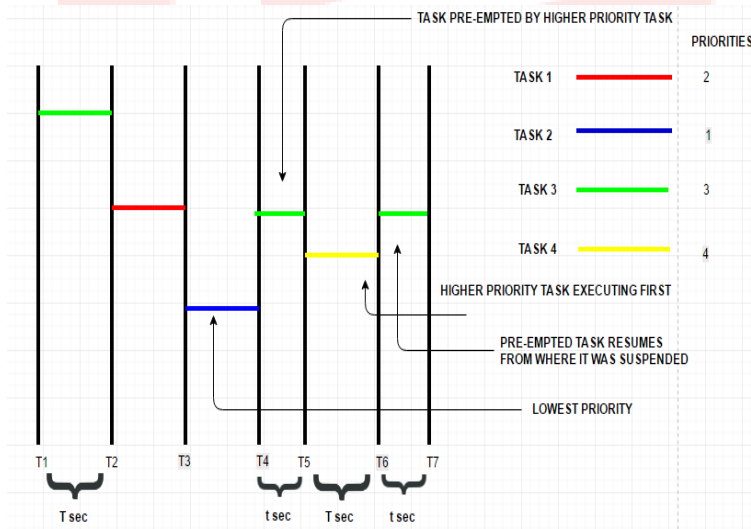 TASK PRE-EMPTED BY HIGHER PRIORITY TASK
PRIORITIES
TASK 1
2
TASK 2
1
TASK 3
3
TASK 4
4
HIGHER PRIORITY TASK EXECUTING FIRST
PRE-EMPTED TASK RESUMES
FROM WHERE IT WAS SUSPENDED
LOWEST PRIORITY
T1
T2
T3
T4
T5
T6
T7
T sec
t sec
T sec
t sec